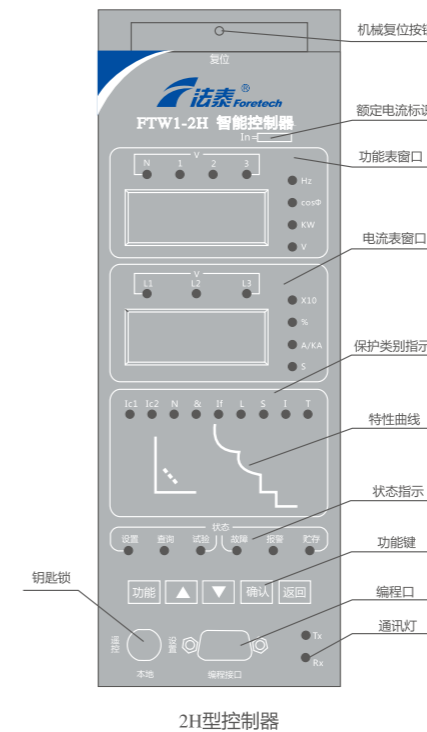 机械复位按钮
复位
法泰® Foretech
FTW1-2H 智能控制器
In=
额定电流标识
功能表窗口
V
N 1 2 3
Hz
cosΦ
KW
V
电流表窗口
V
L1 L2 L3
X10
%
A/KA
S
保护类别指示
Ic1 Ic2 N & If L S I T
特性曲线
状态指示
状态
设置 查询 试验 故障 报警 贮存
功能键
钥匙锁
功能 ▲ ▼ 确认 返回
编程口
通讯灯
遥控 设置
Tx
Rx
本地 编程接口
2H型控制器